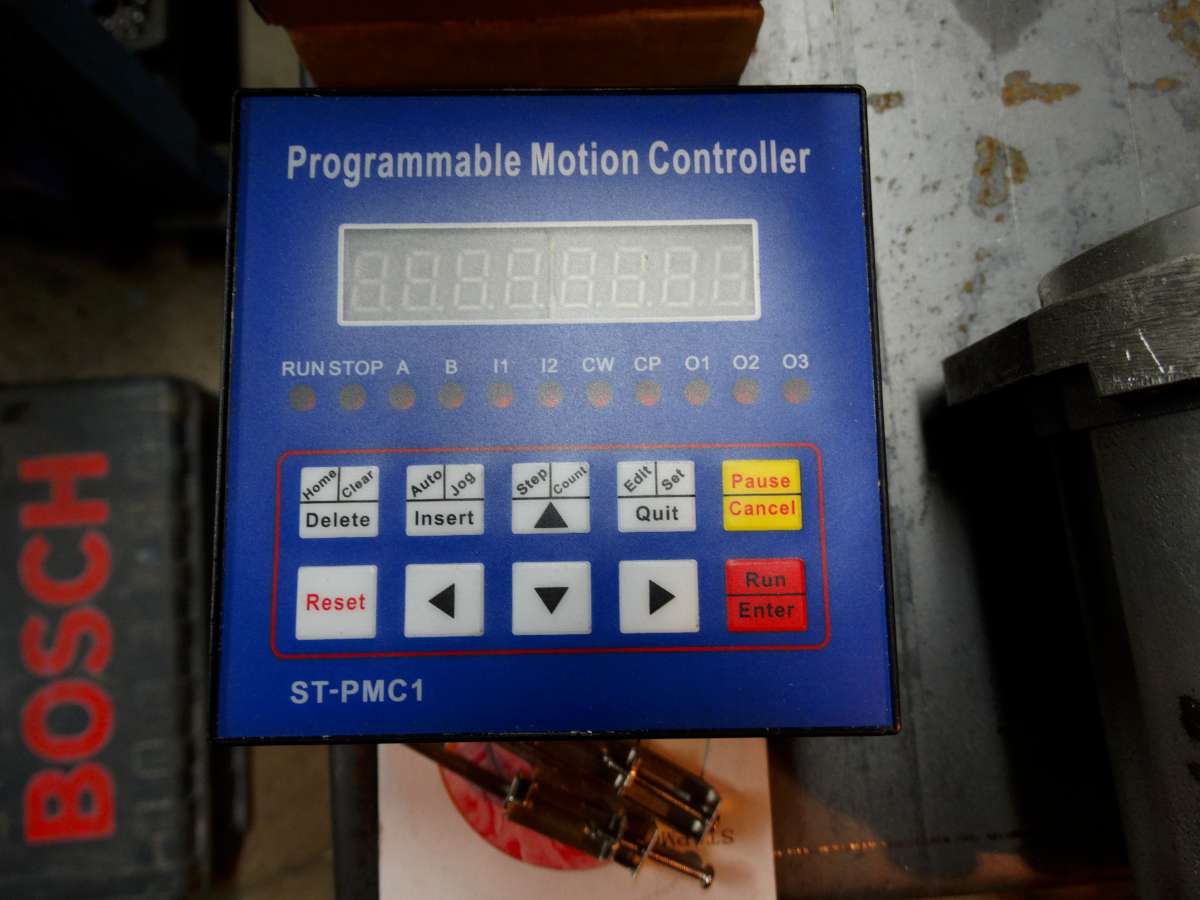 Programmable Motion Controller
RUN STOP A B I1 I2 CW CP O1 O2 O3
Home Clear Auto Jog Step Count Edit Set Pause
Delete Insert Quit Cancel
Reset Run
Enter
ST-PMC1
BOSCH